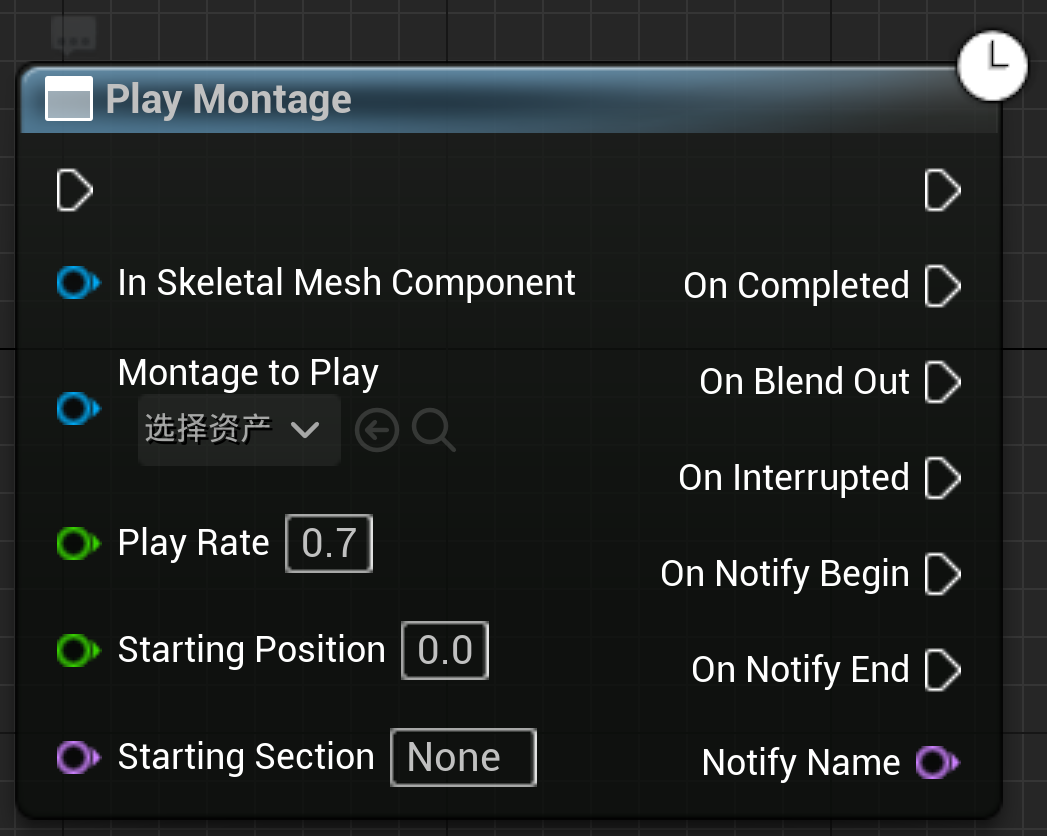 Play Montage
In Skeletal Mesh Component
On Completed
Montage to Play
选择资产
On Blend Out
On Interrupted
Play Rate 0.7
On Notify Begin
Starting Position 0.0
On Notify End
Starting Section None
Notify Name